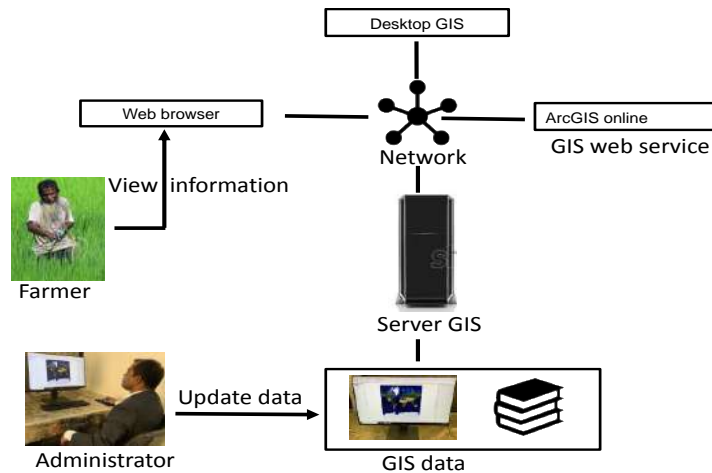 Desktop GIS
Web browser
ArcGIS online
Network
GIS web service
View information
Farmer
Server GIS
Update data
Administrator
GIS data